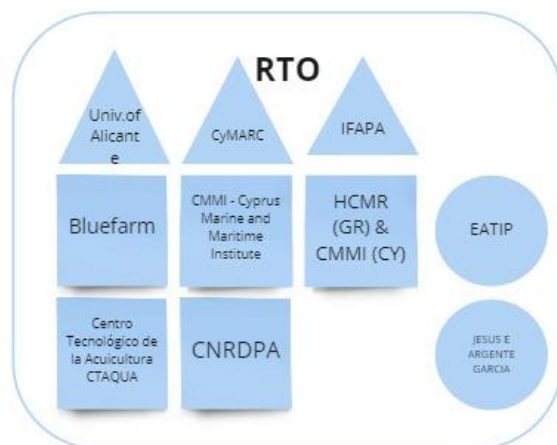 RTO
Univ.of
Alicant
e
CyMARC
IFAPA
Bluefarm
CMMI - Cyprus
Marine and
Maritime
Institute
HCMR
(GR) &
CMMI (CY)
EATIP
Centro
Tecnológico de
la Acuicultura
CTAQUA
CNRDPA
JESUS E
ARGENTE
GARCIA